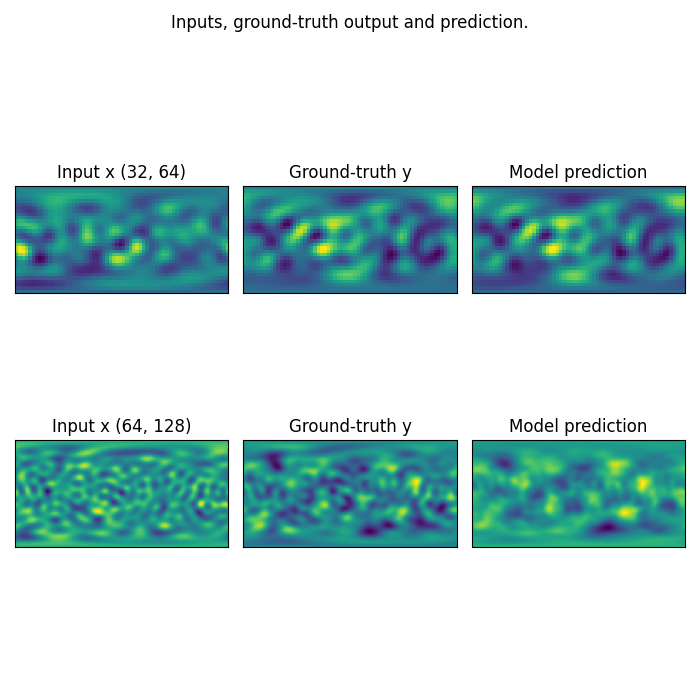 Inputs, ground-truth output and prediction.
Input x (32, 64)
Ground-truth y
Model prediction
Input x (64, 128)
Ground-truth y
Model prediction